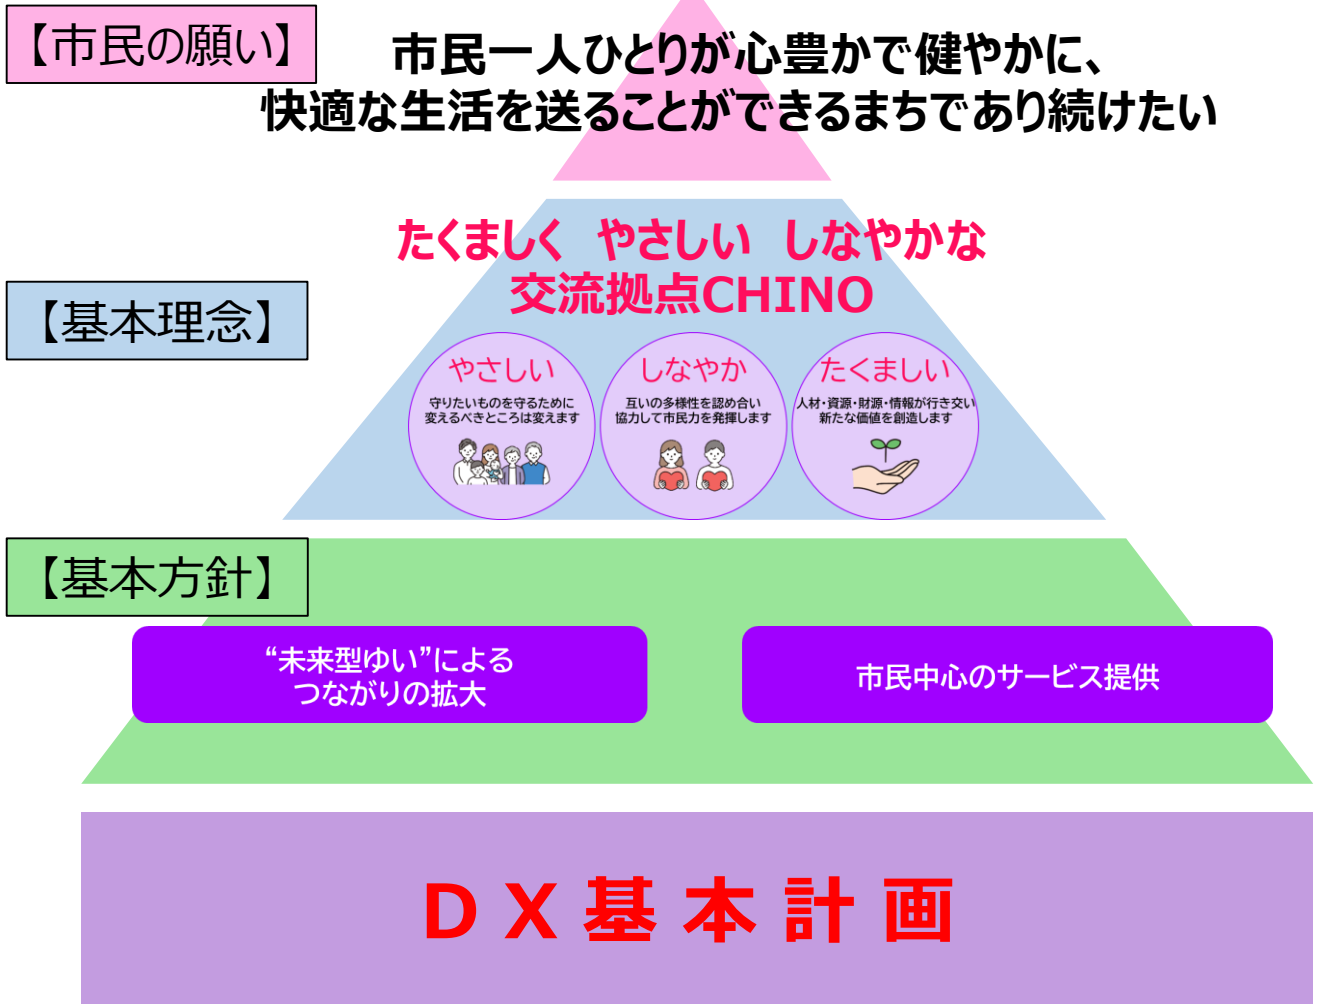 【市民の願い】
市民一人ひとりが心豊かで健やかに、
快適な生活を送ることができるまちであり続けたい
たくましく　やさしい　しなやかな
交流拠点CHINO
【基本理念】
やさしい
守りたいものを守るために
変えるべきところは変えます
しなやか
互いの多様性を認め合い
協力して市民力を発揮します
たくましい
人材・資源・財源・情報が行き交い
新たな価値を創造します
【基本方針】
“未来型ゆい”による
つながりの拡大
市民中心のサービス提供
ＤＸ基本計画